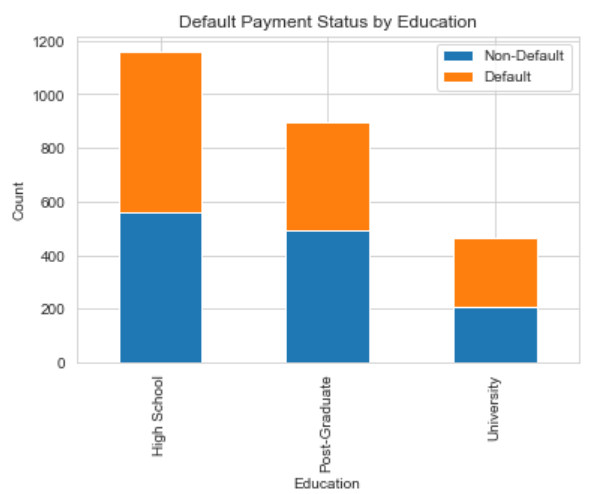 Default Payment Status by Education
Non-Default
Default
1200
1000
800
600
400
200
0
Count
High School
Post-Graduate
University
Education